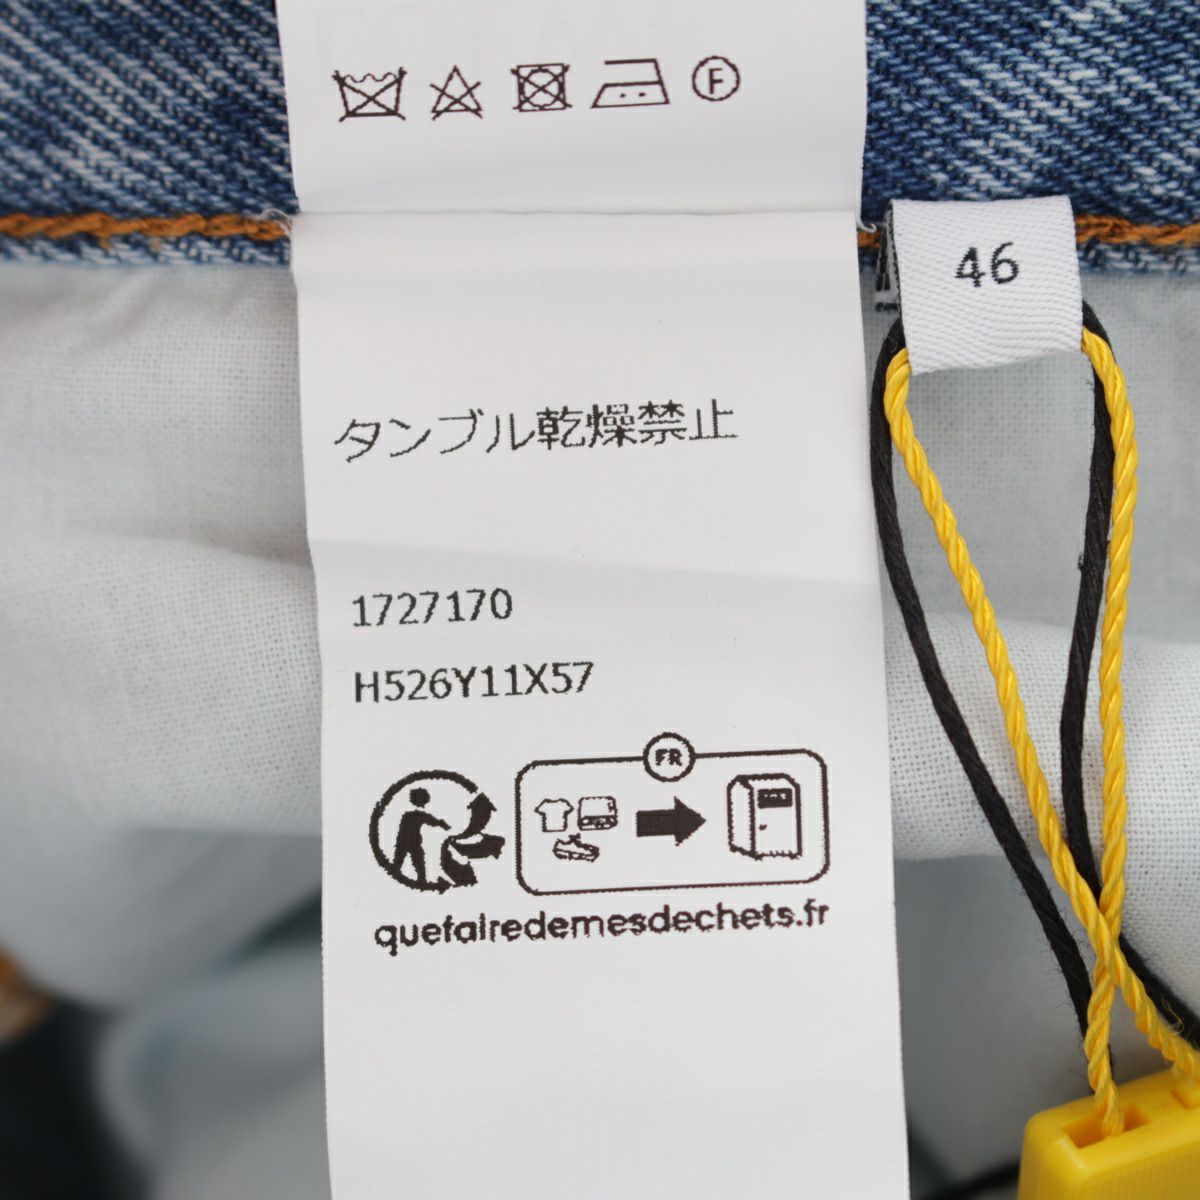 F
46
タンブル乾燥禁止
1727170
H526Y11X57
FR
quefairedemesdechets.fr